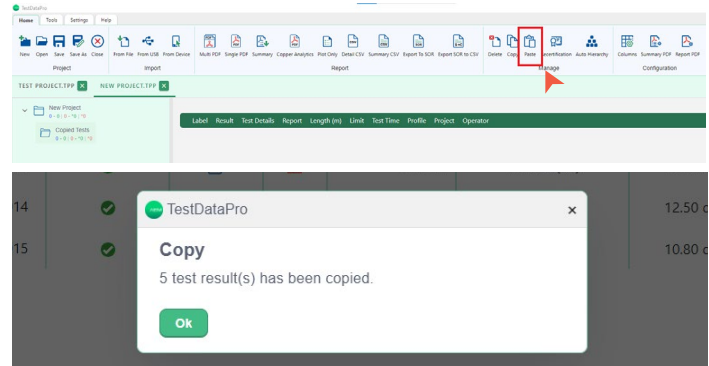 TestDataPro
Home Tools Settings Help
New Open Save Save As Close From File From USB From Device Multi PDF Single PDF Summary Copper Analytics Plot Only Detail CSV Summary CSV Export To SOR Export SOR to CSV Delete Copy Paste Recertification Auto Hierarchy Columns Summary PDF Report PDF
Project Import Report Manage Configuration
TEST PROJECT.TPP NEW PROJECT.TPP
New Project
Copied Tests
Label Result Test Details Report Length (m) Limit Test Time Profile Project Operator
14 12.50
TestDataPro ×
Copy
15 10.80
5 test result(s) has been copied.
Ok